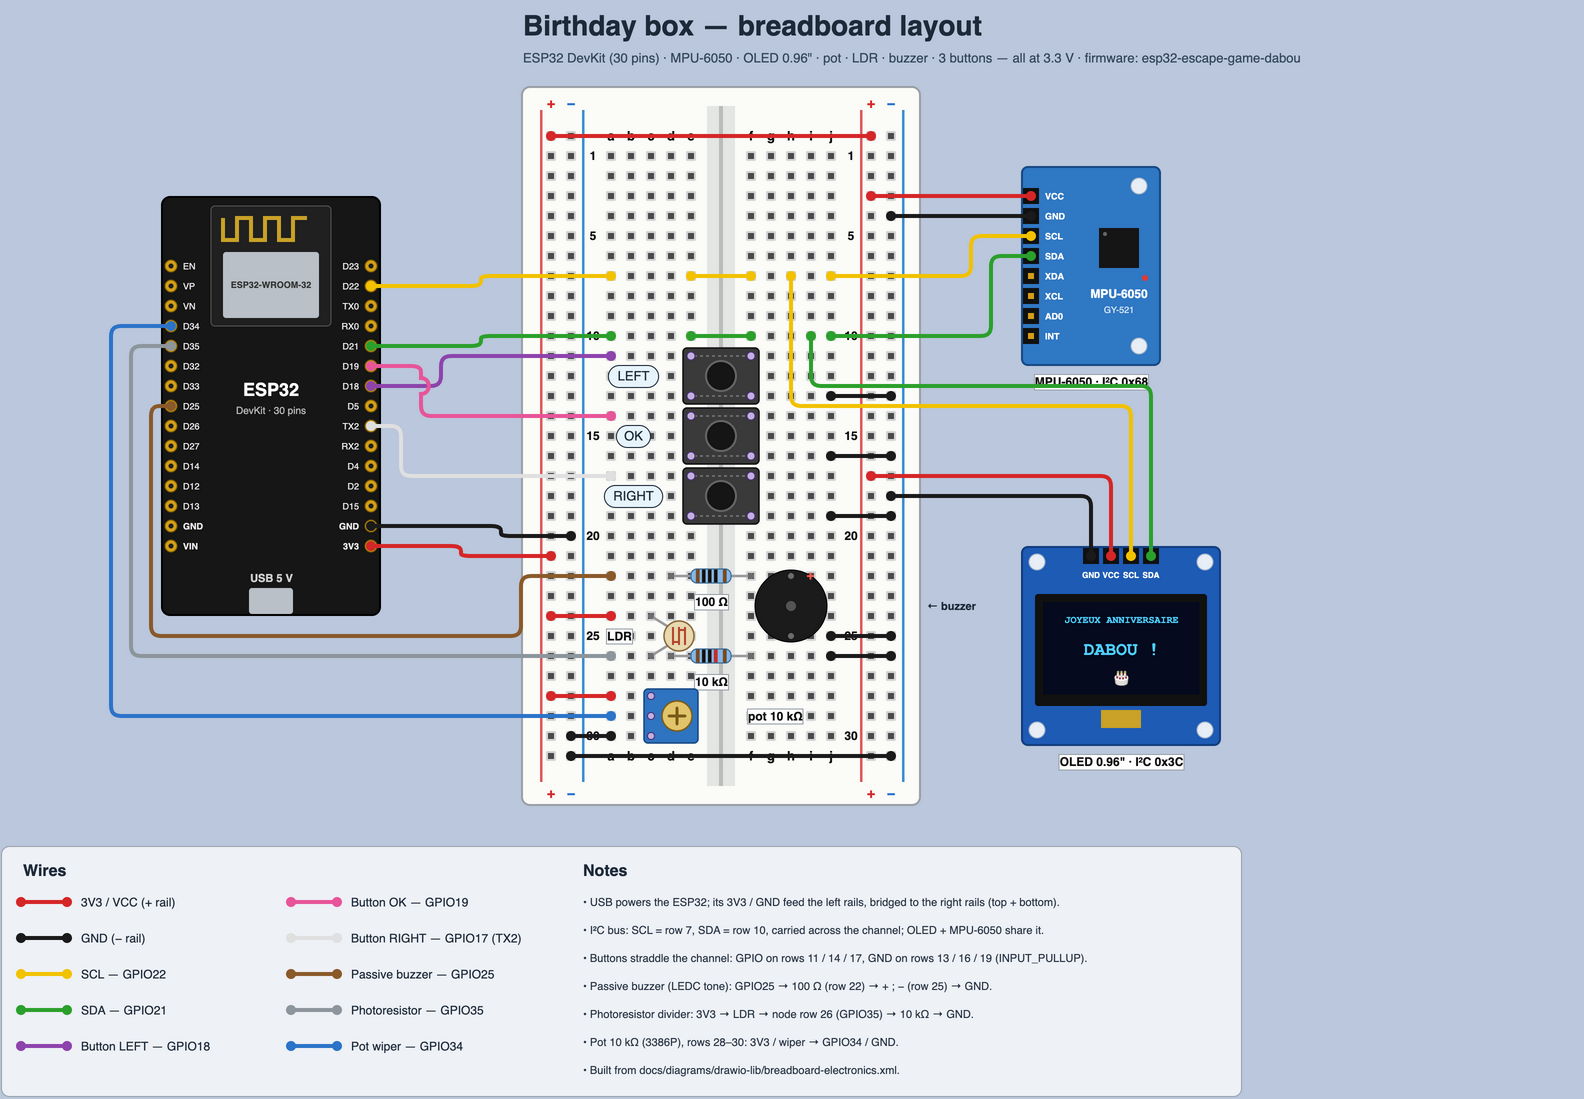 Birthday box — breadboard layout
ESP32 DevKit (30 pins) · MPU-6050 · OLED 0.96" · pot · LDR · buzzer · 3 buttons — all at 3.3 V · firmware: esp32-escape-game-dabou
+ − + −
a b c d e f g h i j
1 1
5 5
10 10
15 15
20 20
25 25
30 30
a b c d e f g h i j
+ − + −
ESP32-WROOM-32
EN D23
VP D22
VN TX0
D34 RX0
D35 D21
D32 D19
D33 D18
D25 D5
D26 TX2
D27 RX2
D14 D4
D12 D2
D13 D15
GND GND
VIN 3V3
ESP32
DevKit · 30 pins
USB 5 V
LEFT
OK
RIGHT
100 Ω
LDR
10 kΩ
pot 10 kΩ
+
← buzzer
VCC
GND
SCL
SDA
XDA
XCL
AD0
INT
MPU-6050
GY-521
MPU-6050 · I²C 0x68
GND VCC SCL SDA
JOYEUX ANNIVERSAIRE
DABOU !
OLED 0.96" · I²C 0x3C
Wires
3V3 / VCC (+ rail)
GND (− rail)
SCL — GPIO22
SDA — GPIO21
Button LEFT — GPIO18
Button OK — GPIO19
Button RIGHT — GPIO17 (TX2)
Passive buzzer — GPIO25
Photoresistor — GPIO35
Pot wiper — GPIO34
Notes
• USB powers the ESP32; its 3V3 / GND feed the left rails, bridged to the right rails (top + bottom).
• I²C bus: SCL = row 7, SDA = row 10, carried across the channel; OLED + MPU-6050 share it.
• Buttons straddle the channel: GPIO on rows 11 / 14 / 17, GND on rows 13 / 16 / 19 (INPUT_PULLUP).
• Passive buzzer (LEDC tone): GPIO25 → 100 Ω (row 22) → + ; − (row 25) → GND.
• Photoresistor divider: 3V3 → LDR → node row 26 (GPIO35) → 10 kΩ → GND.
• Pot 10 kΩ (3386P), rows 28–30: 3V3 / wiper → GPIO34 / GND.
• Built from docs/diagrams/drawio-lib/breadboard-electronics.xml.